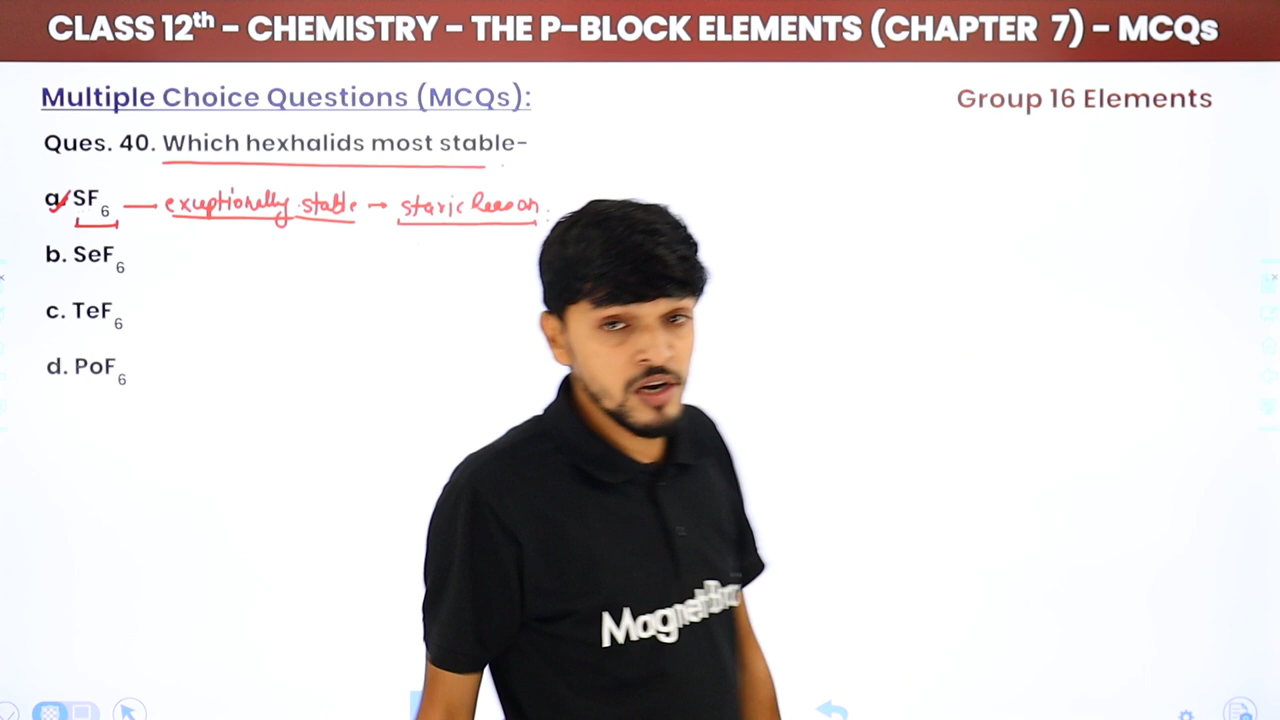 CLASS 12th - CHEMISTRY - THE P-BLOCK ELEMENTS (CHAPTER 7) - MCQs
Multiple Choice Questions (MCQs):
Group 16 Elements
Ques. 40. Which hexhalids most stable-
a. SF6 — exceptionally stable → staric Reason.
b. SeF6
c. TeF6
d. PoF6